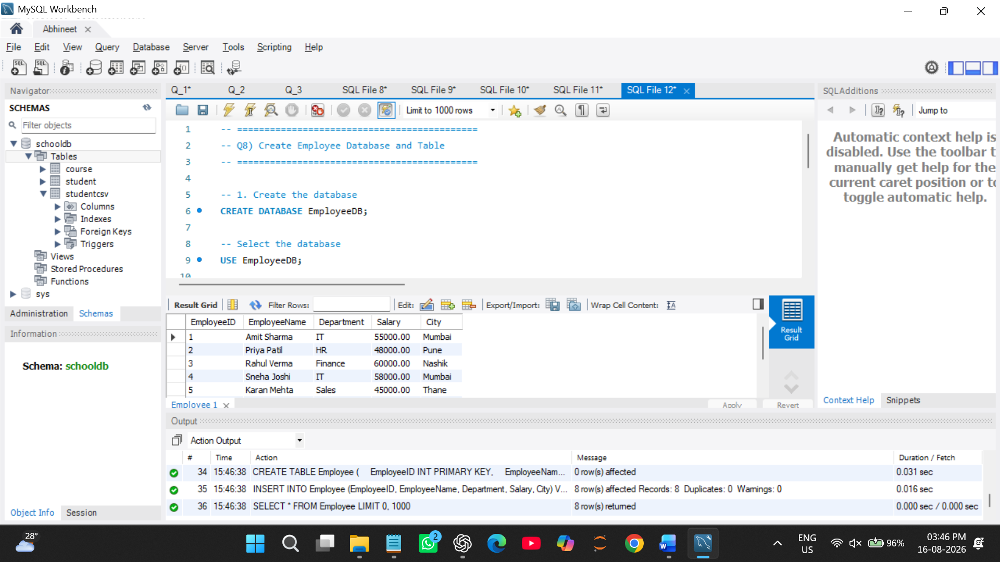 MySQL Workbench
Abhineet
File Edit View Query Database Server Tools Scripting Help
Navigator
SCHEMAS
Filter objects
schooldb
Tables
course
student
studentcsv
Columns
Indexes
Foreign Keys
Triggers
Views
Stored Procedures
Functions
sys
Administration Schemas
Information
Schema: schooldb
Object Info Session
Q_1* Q_2 Q_3 SQL File 8* SQL File 9* SQL File 10* SQL File 11* SQL File 12*
Limit to 1000 rows
1 -- ============================================
2 -- Q8) Create Employee Database and Table
3 -- ============================================
4
5 -- 1. Create the database
6 CREATE DATABASE EmployeeDB;
7
8 -- Select the database
9 USE EmployeeDB;
10
Result Grid Filter Rows: Edit: Export/Import: Wrap Cell Content:
EmployeeID EmployeeName Department Salary City
1 Amit Sharma IT 55000.00 Mumbai
2 Priya Patil HR 48000.00 Pune
3 Rahul Verma Finance 60000.00 Nashik
4 Sneha Joshi IT 58000.00 Mumbai
5 Karan Mehta Sales 45000.00 Thane
Result
Grid
Employee 1 Apply Revert
SQLAdditions
Jump to
Automatic context help is
disabled. Use the toolbar t
manually get help for the
current caret position or to
toggle automatic help.
Context Help Snippets
Output
Action Output
# Time Action Message Duration / Fetch
34 15:46:38 CREATE TABLE Employee ( EmployeeID INT PRIMARY KEY, EmployeeNam... 0 row(s) affected 0.031 sec
35 15:46:38 INSERT INTO Employee (EmployeeID, EmployeeName, Department, Salary, City) V... 8 row(s) affected Records: 8 Duplicates: 0 Warnings: 0 0.016 sec
36 15:46:38 SELECT * FROM Employee LIMIT 0, 1000 8 row(s) returned 0.000 sec / 0.000 sec
28°
2
ENG
US
96%
03:46 PM
16-08-2026